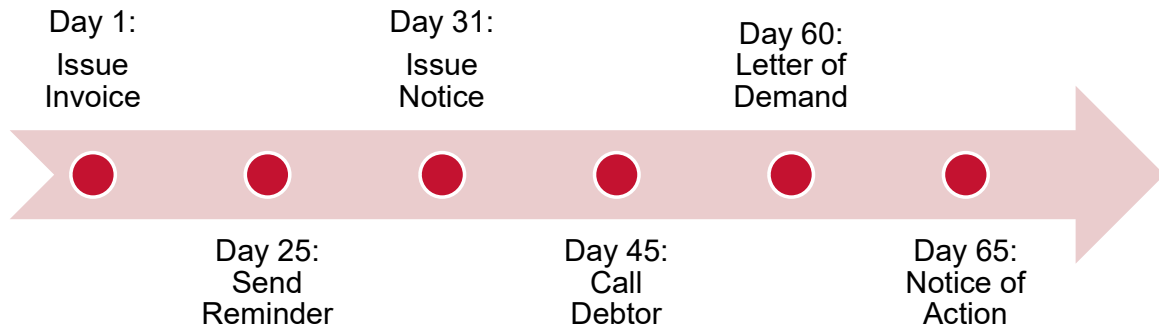 Day 1:
Issue
Invoice
Day 25:
Send
Reminder
Day 31:
Issue
Notice
Day 45:
Call
Debtor
Day 60:
Letter of
Demand
Day 65:
Notice of
Action